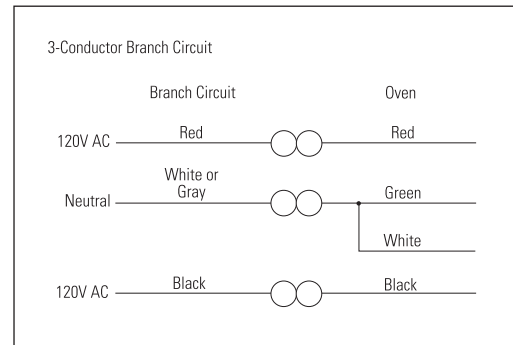 3-Conductor Branch Circuit
Branch Circuit Oven
120V AC Red Red
White or
Neutral Gray Green
White
120V AC Black Black